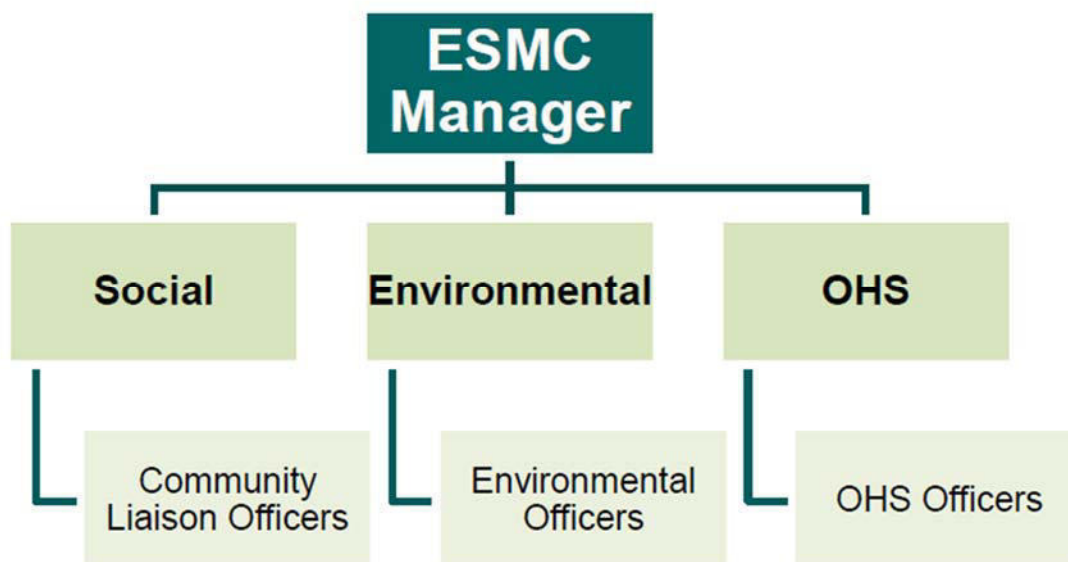 ESMC
Manager
Social
Environmental
OHS
Community
Liaison Officers
Environmental
Officers
OHS Officers